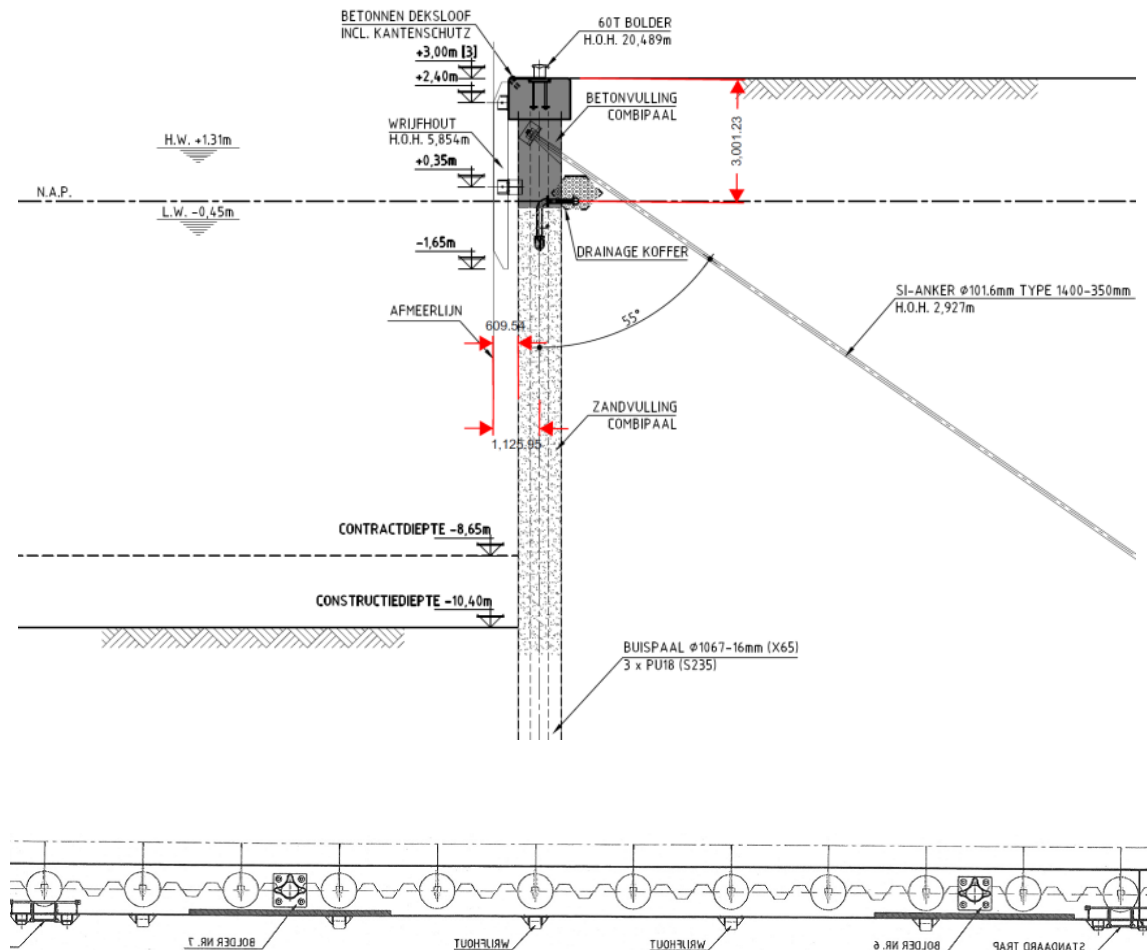 BETONNEN DEKSLOOF
INCL. KANTENSCHUTZ
60T BOLDER
H.O.H. 20,489m
+3,00m [3]
+2,40m
BETONVULLING
COMBIPAAL
WRIJFHOUT
H.O.H. 5,854m
H.W. +1.31m
3,001.23
+0,35m
N.A.P.
L.W. -0,45m
-1,65m
DRAINAGE KOFFER
SI-ANKER Ø101.6mm TYPE 1400-350mm
H.O.H. 2,927m
AFMEERLIJN
609.54
55°
ZANDVULLING
COMBIPAAL
1,125.95
CONTRACTDIEPTE -8,65m
CONSTRUCTIEDIEPTE -10,40m
BUISPAAL Ø1067-16mm (X65)
3 x PU18 (S235)
BOLDER NR. 7
WRIJFHOUT
WRIJFHOUT
BOLDER NR. 6
STANDAARD TRAP